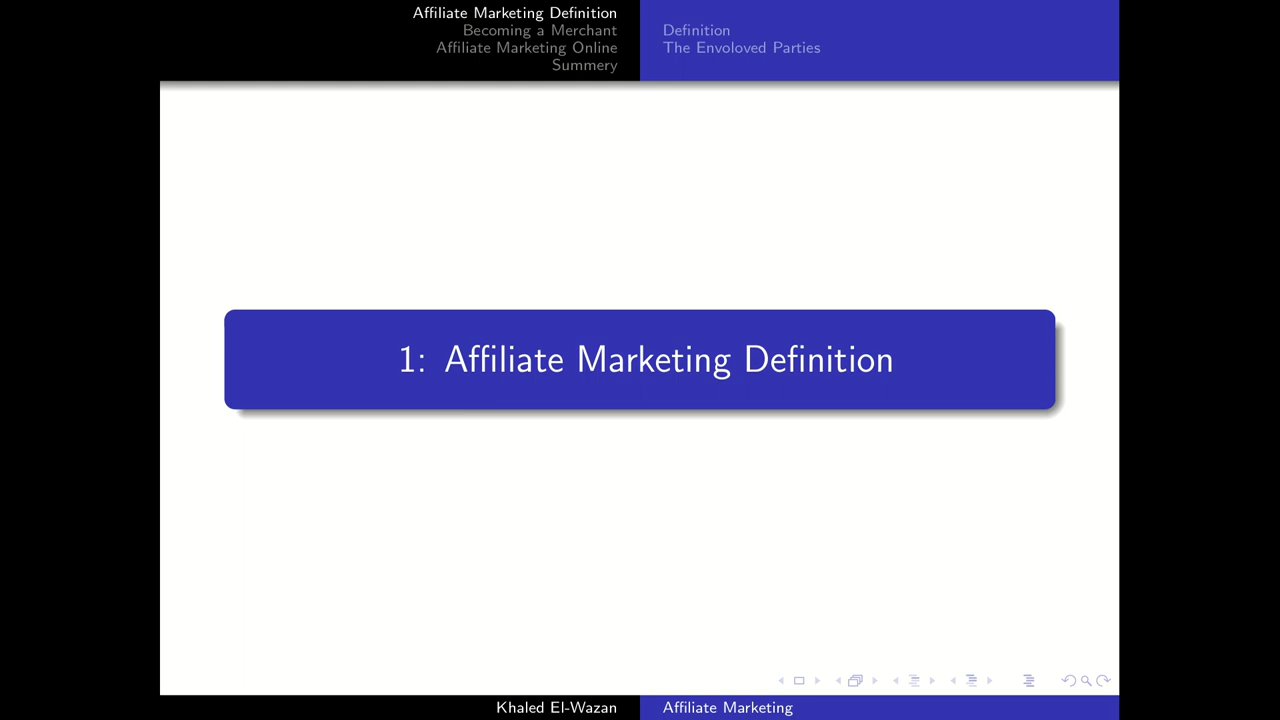 Affiliate Marketing Definition
Becoming a Merchant
Affiliate Marketing Online
Summery
Definition
The Envoloved Parties
1: Affiliate Marketing Definition
Khaled El-Wazan
Affiliate Marketing